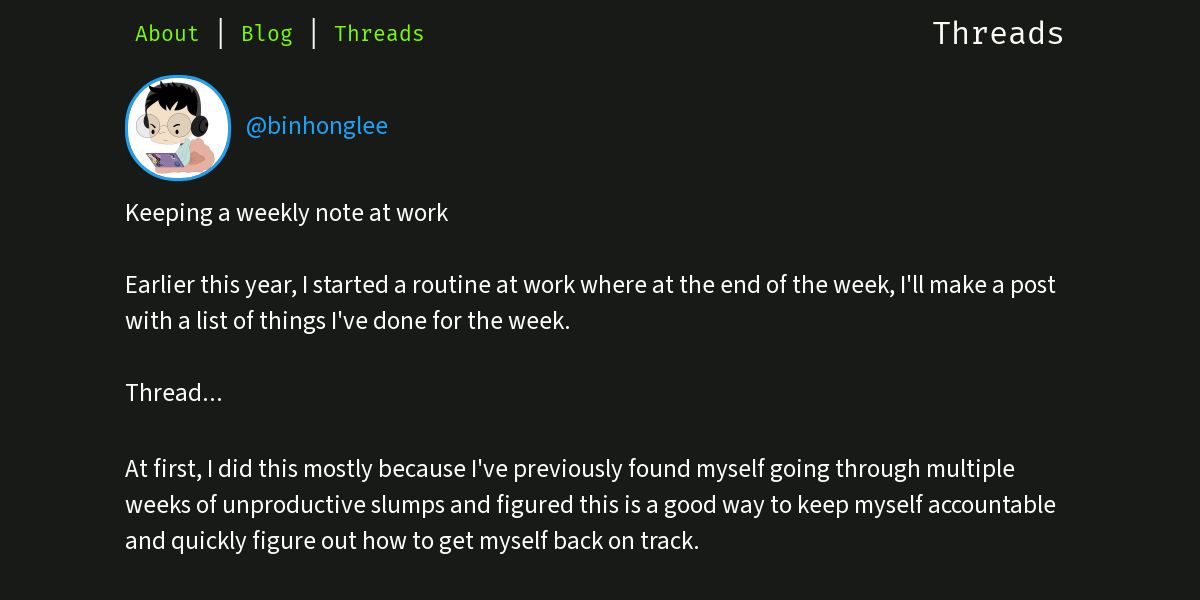 About | Blog | Threads
Threads
@binhonglee
Keeping a weekly note at work
Earlier this year, I started a routine at work where at the end of the week, I'll make a post
with a list of things I've done for the week.
Thread...
At first, I did this mostly because I've previously found myself going through multiple
weeks of unproductive slumps and figured this is a good way to keep myself accountable
and quickly figure out how to get myself back on track.